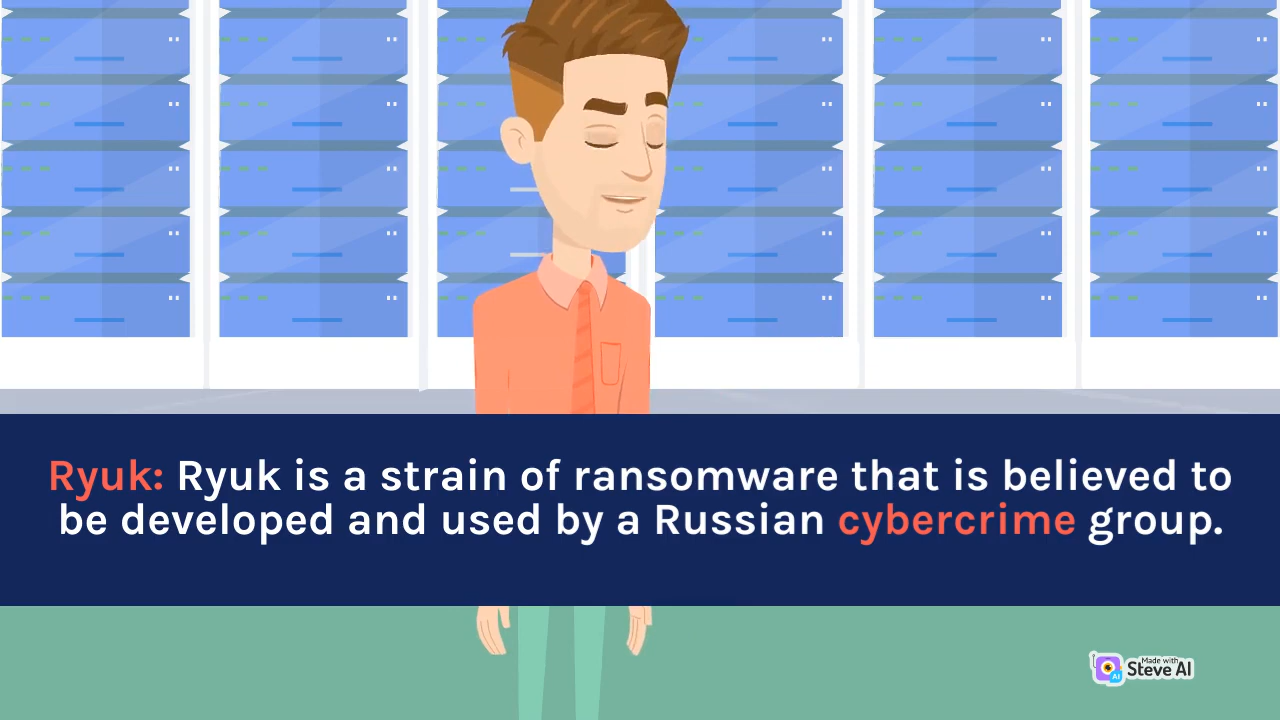 Ryuk: Ryuk is a strain of ransomware that is believed to
be developed and used by a Russian cybercrime group.
Made with
Steve AI
AI